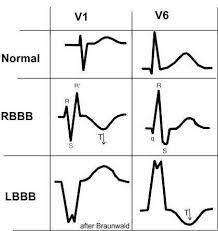 V1 V6
Normal
RBBB
R R' S T
R q S T
LBBB
T
after Braunwald